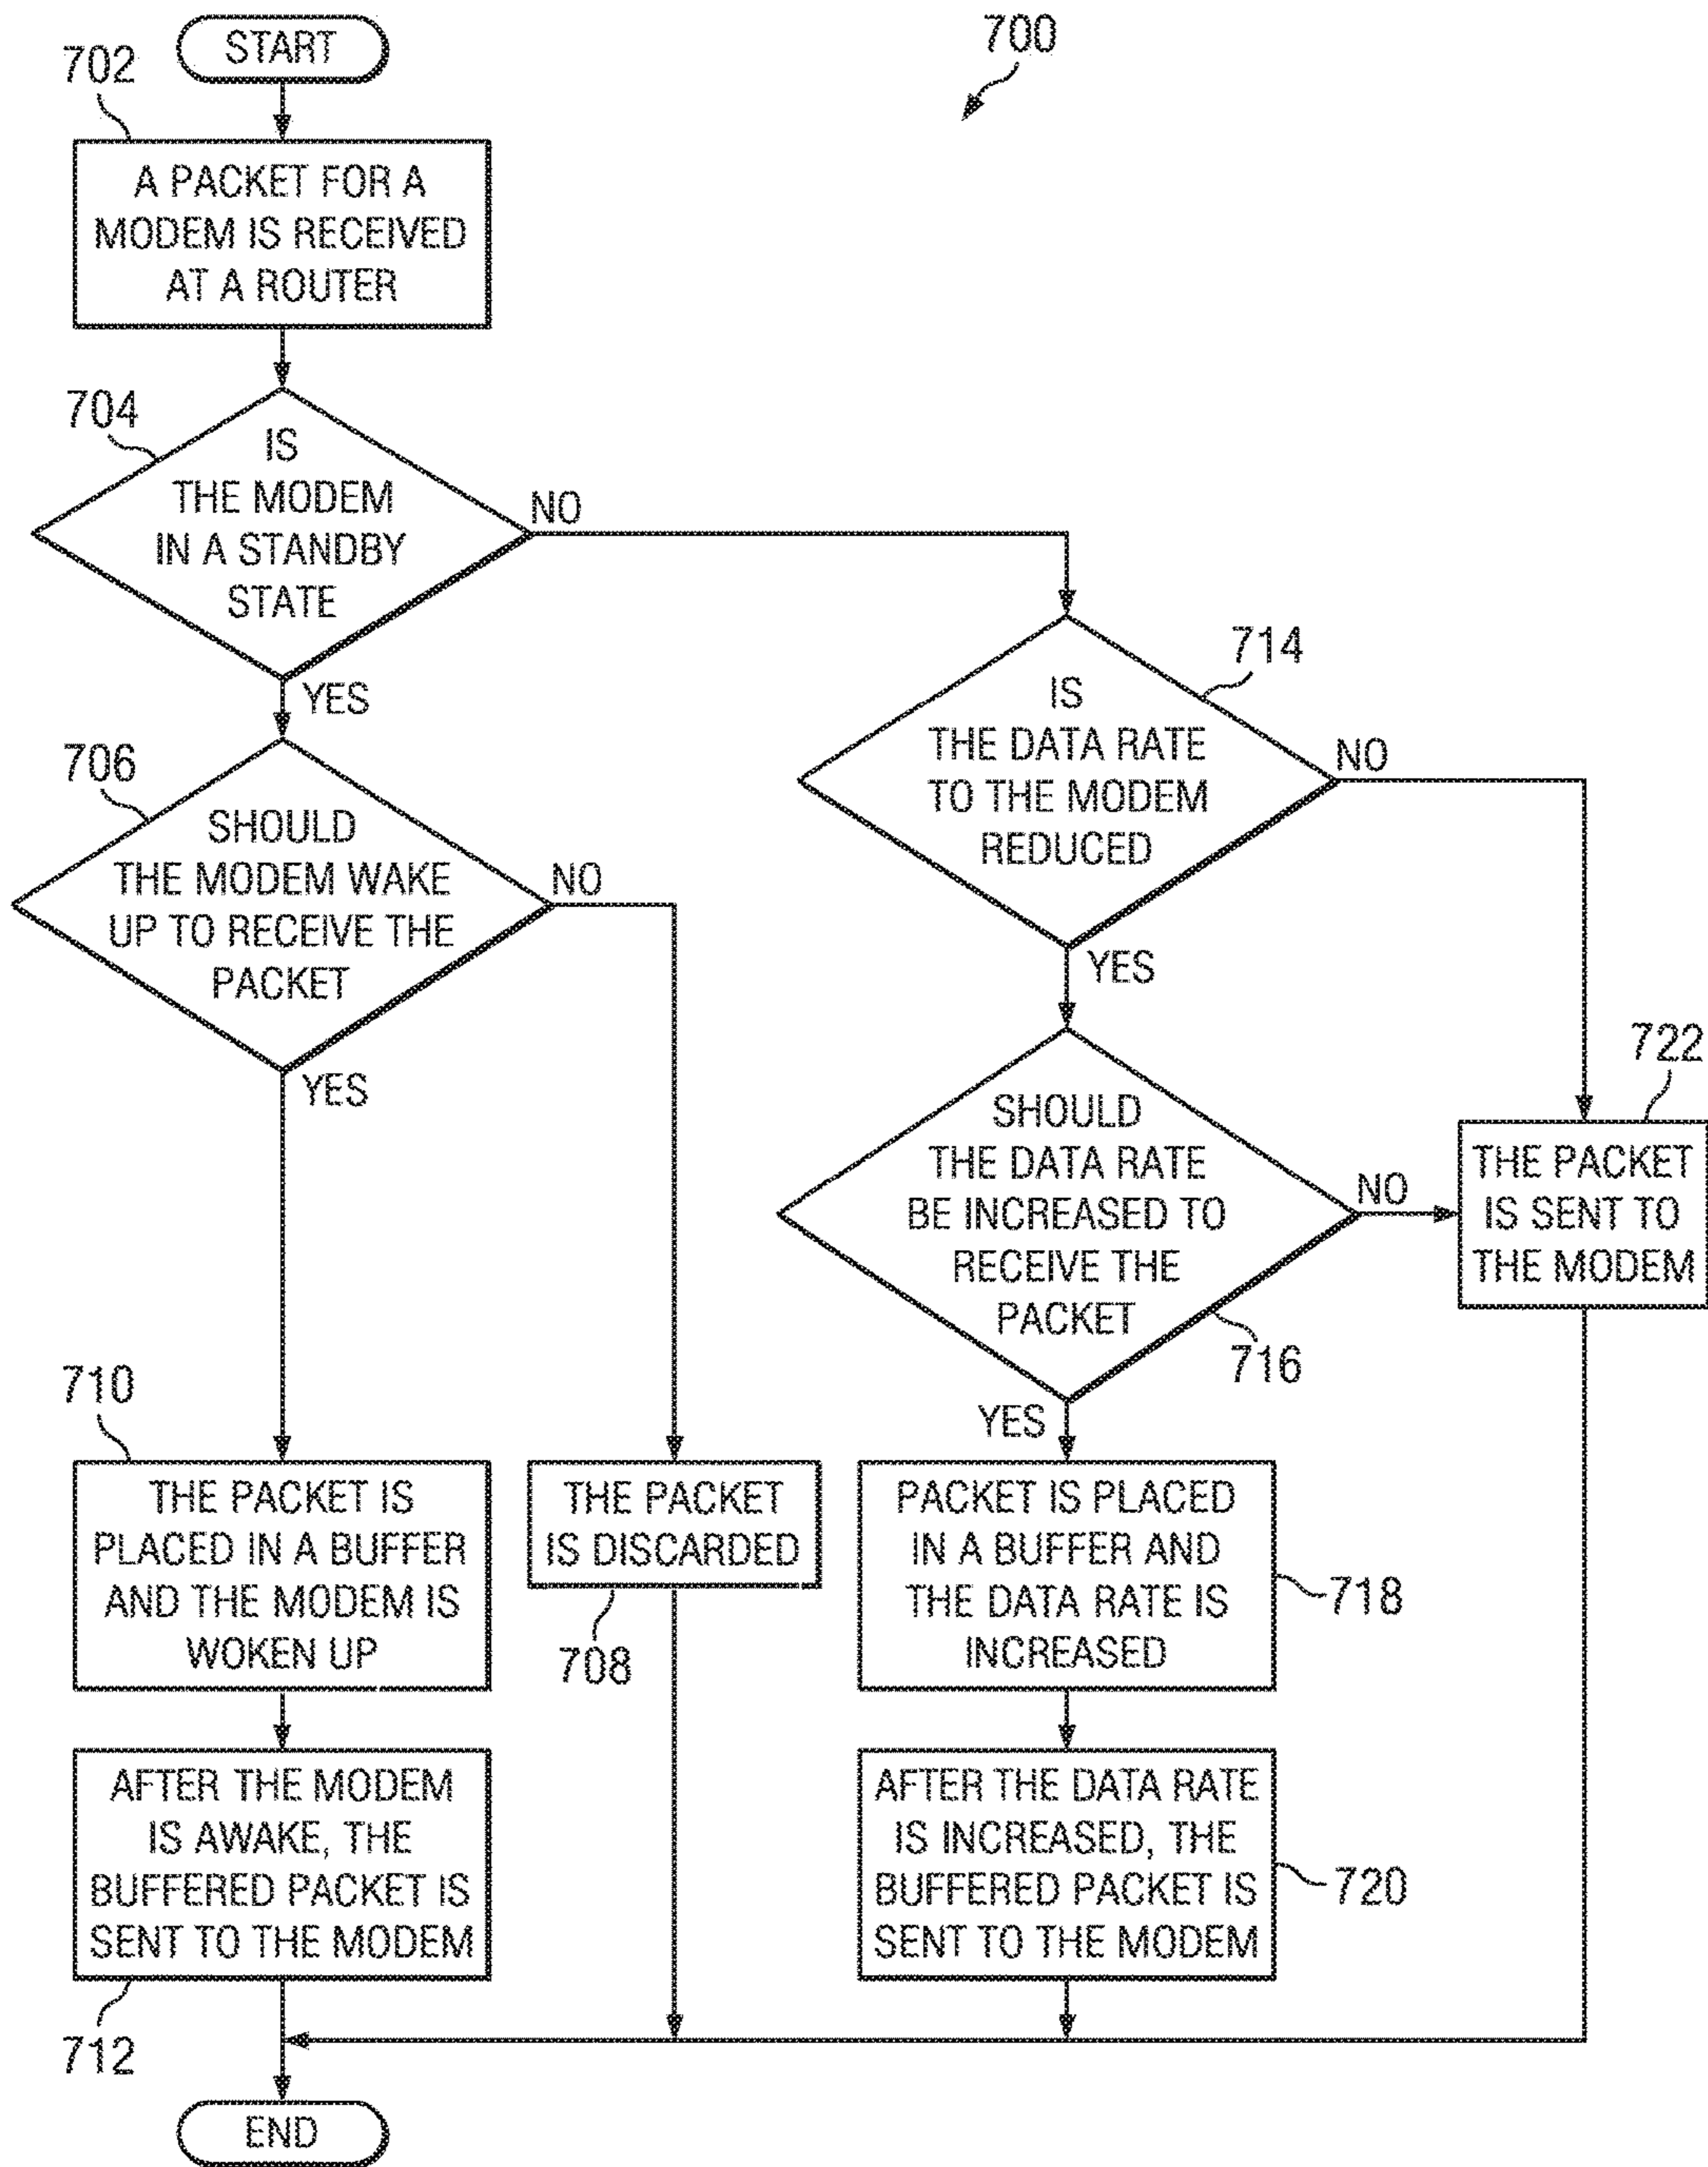 START
700
702
A PACKET FOR A
MODEM IS RECEIVED
AT A ROUTER
704
IS
THE MODEM
IN A STANDBY
STATE
NO
YES
714
IS
THE DATA RATE
TO THE MODEM
REDUCED
NO
YES
706
SHOULD
THE MODEM WAKE
UP TO RECEIVE THE
PACKET
NO
YES
722
THE PACKET
IS SENT TO
THE MODEM
SHOULD
THE DATA RATE
BE INCREASED TO
RECEIVE THE
PACKET
NO
716
YES
710
THE PACKET IS
PLACED IN A BUFFER
AND THE MODEM IS
WOKEN UP
THE PACKET
IS DISCARDED
708
PACKET IS PLACED
IN A BUFFER AND
THE DATA RATE IS
INCREASED
718
AFTER THE MODEM
IS AWAKE, THE
BUFFERED PACKET IS
SENT TO THE MODEM
712
AFTER THE DATA RATE
IS INCREASED, THE
BUFFERED PACKET IS
SENT TO THE MODEM
720
END